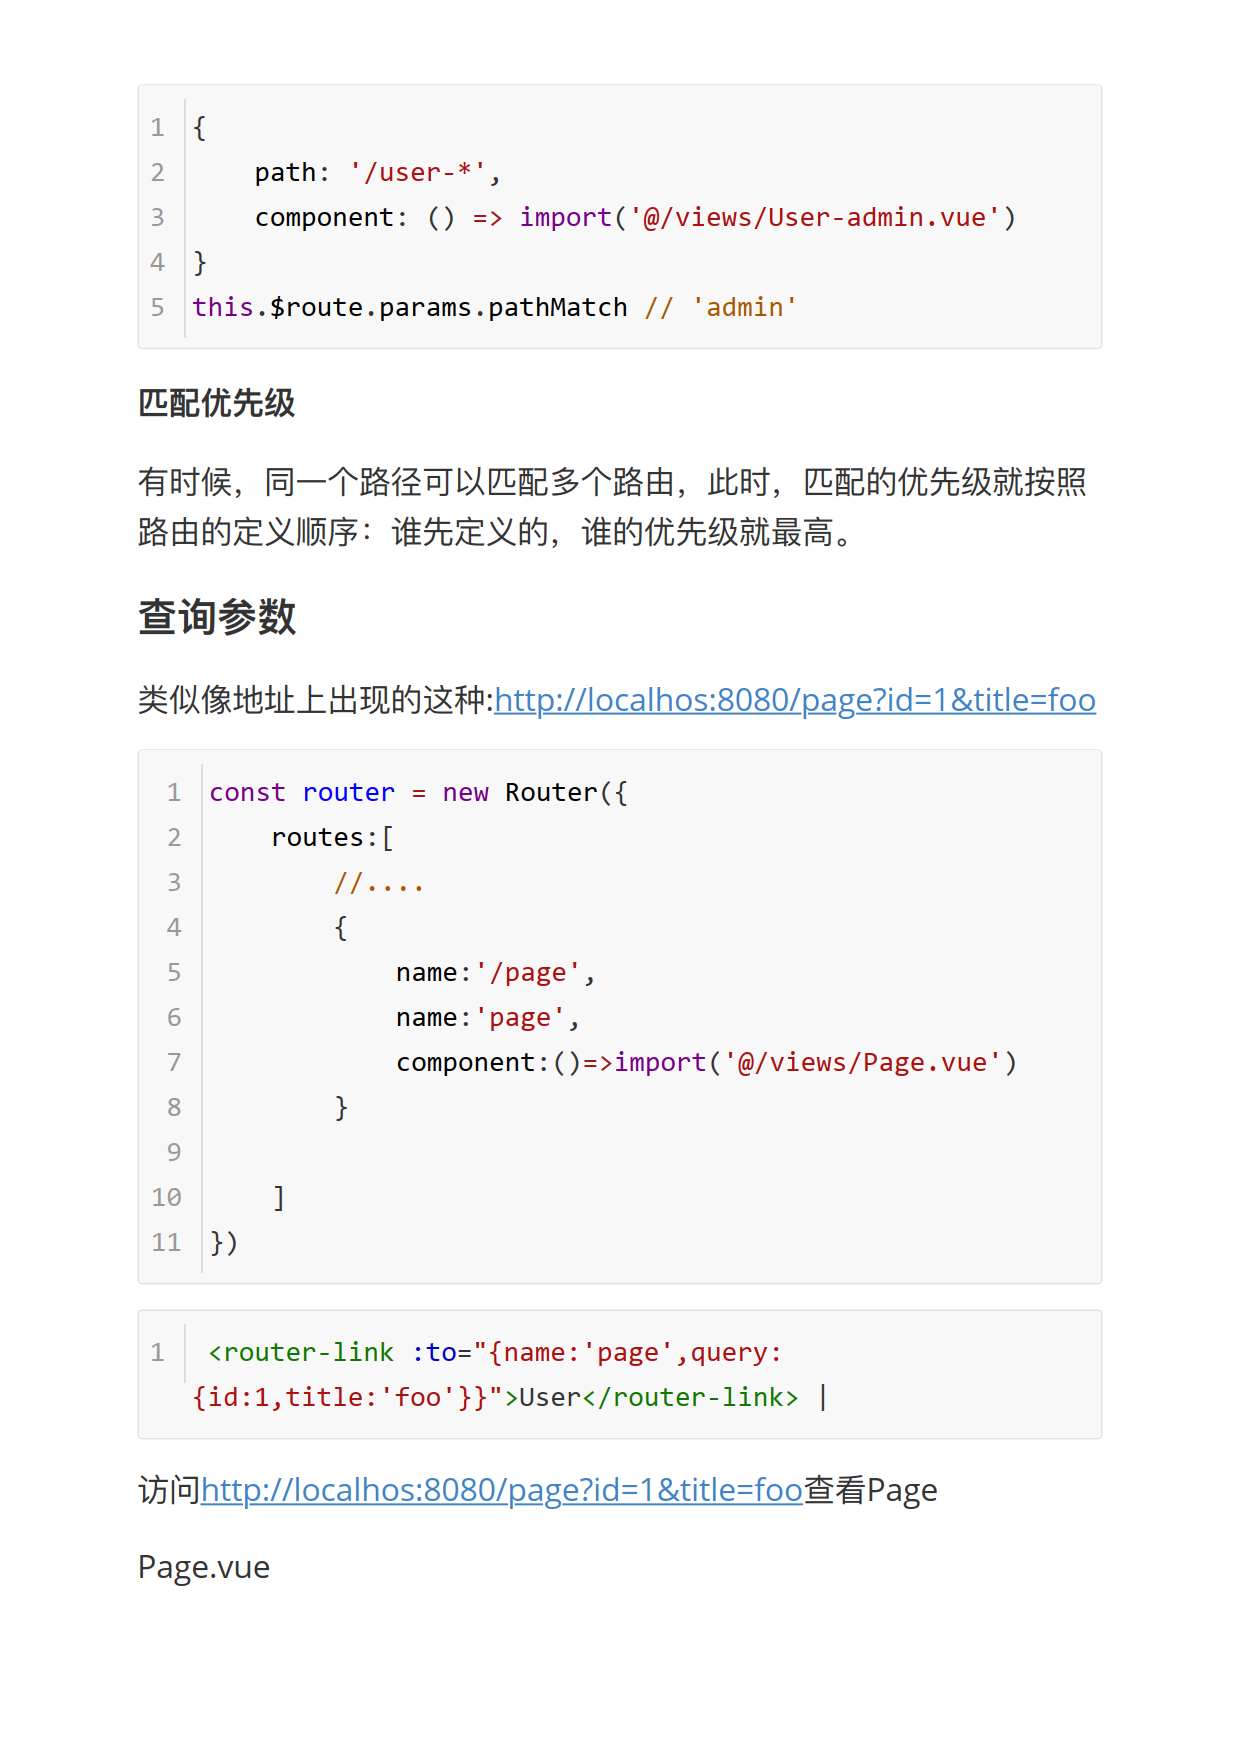 1 {
2     path: '/user-*',
3     component: () => import('@/views/User-admin.vue')
4 }
5 this.$route.params.pathMatch // 'admin'
匹配优先级
有时候，同一个路径可以匹配多个路由，此时，匹配的优先级就按照
路由的定义顺序：谁先定义的，谁的优先级就最高。
查询参数
类似像地址上出现的这种:http://localhos:8080/page?id=1&title=foo
1 const router = new Router({
2     routes:[
3         //....
4         {
5             name:'/page',
6             name:'page',
7             component:()=>import('@/views/Page.vue')
8         }
9
10     ]
11 })
1  <router-link :to="{name:'page',query:
{id:1,title:'foo'}}">User</router-link> |
访问http://localhos:8080/page?id=1&title=foo查看Page
Page.vue